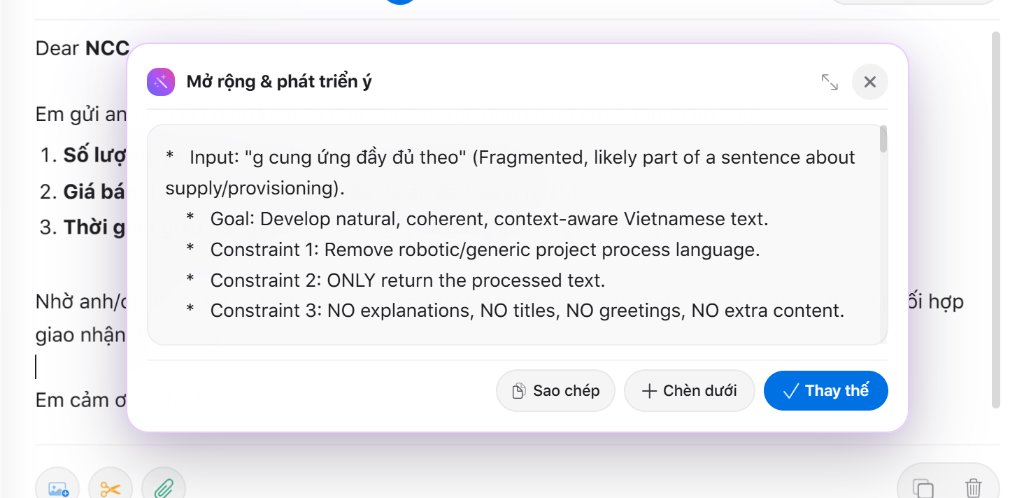 Dear NCC
Mở rộng & phát triển ý
Em gửi an
1. Số lượ
2. Giá bá
3. Thời g
* Input: "g cung ứng đầy đủ theo" (Fragmented, likely part of a sentence about
supply/provisioning).
* Goal: Develop natural, coherent, context-aware Vietnamese text.
* Constraint 1: Remove robotic/generic project process language.
* Constraint 2: ONLY return the processed text.
* Constraint 3: NO explanations, NO titles, NO greetings, NO extra content.
Nhờ anh/c
ối hợp
giao nhận
Sao chép
Chèn dưới
Thay thế
Em cảm ơ